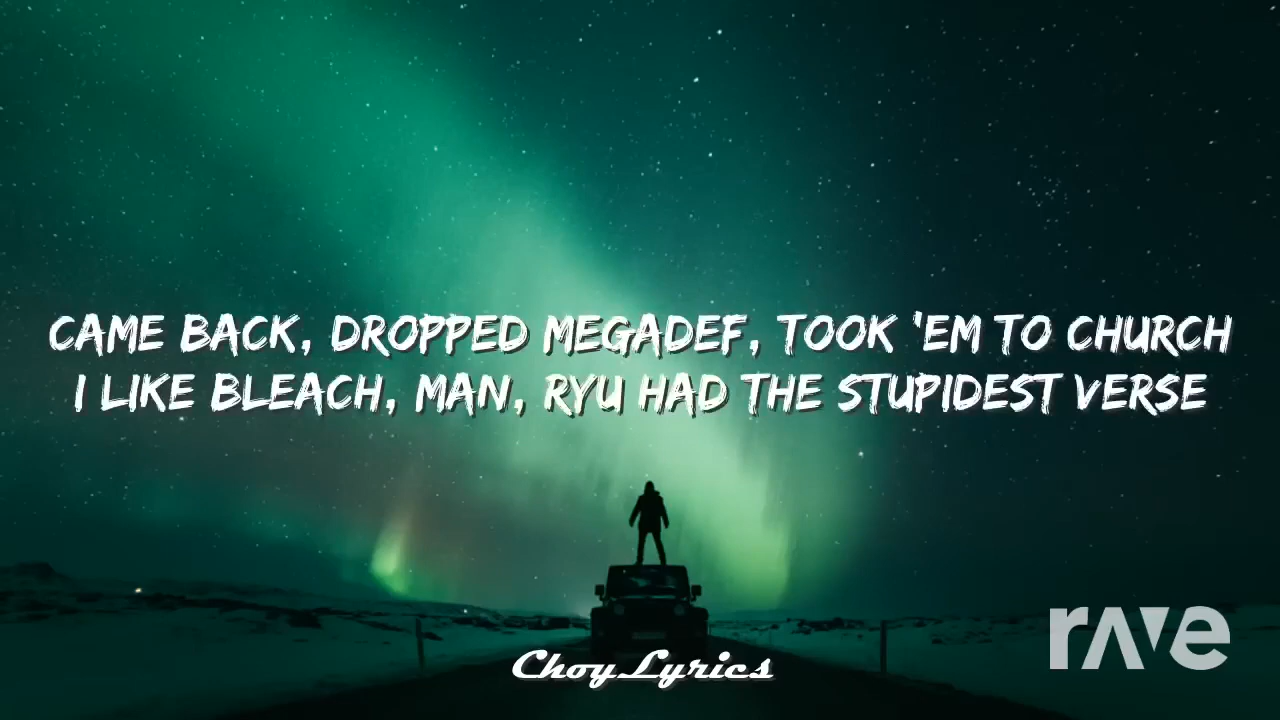 CAME BACK, DROPPED MEGADEF, TOOK 'EM TO CHURCH
I LIKE BLEACH, MAN, RYU HAD THE STUPIDEST VERSE
ChoyLyrics
rave